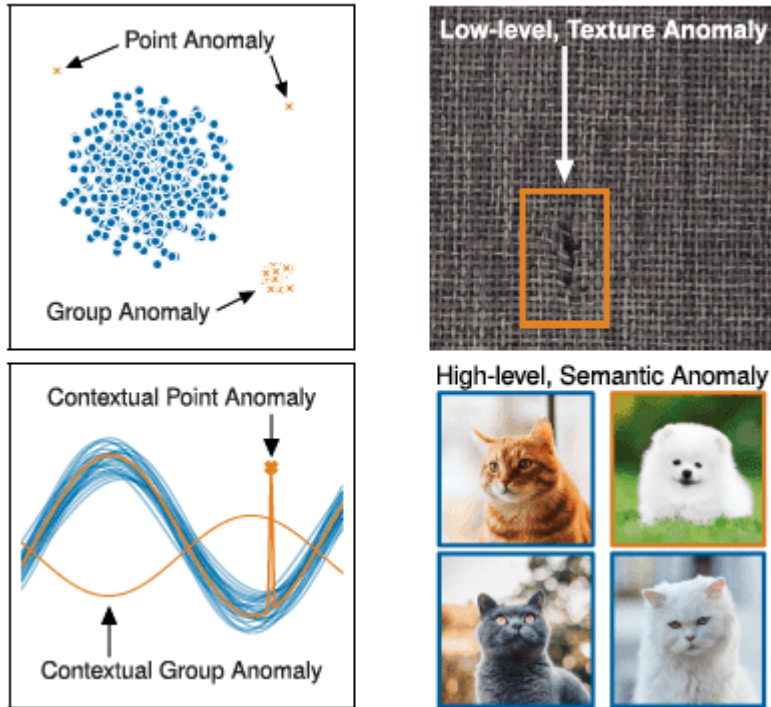 Point Anomaly
Group Anomaly
Low-level, Texture Anomaly
Contextual Point Anomaly
Contextual Group Anomaly
High-level, Semantic Anomaly